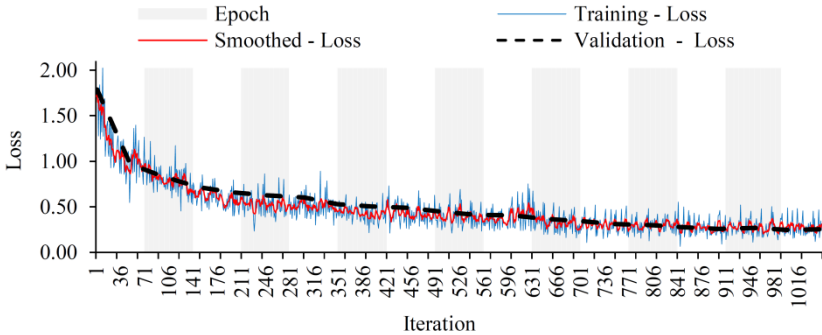 Epoch Training - Loss
Smoothed - Loss Validation - Loss
2.00
1.50
1.00
0.50
0.00
Loss
1 36 71 106 141 176 211 246 281 316 351 386 421 456 491 526 561 596 631 666 701 736 771 806 841 876 911 946 981 1016
Iteration